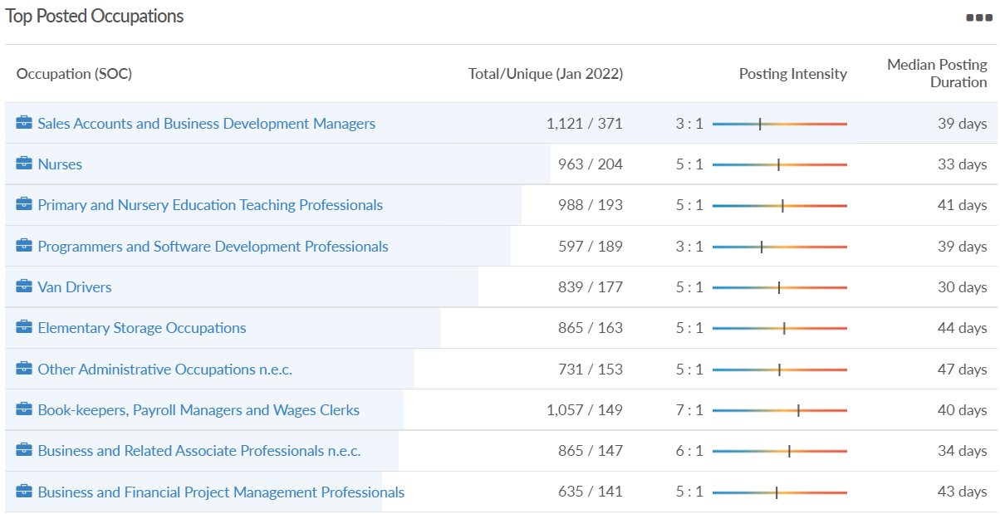 Top Posted Occupations
Occupation (SOC) Total/Unique (Jan 2022) Posting Intensity Median Posting Duration
Sales Accounts and Business Development Managers 1,121 / 371 3 : 1 39 days
Nurses 963 / 204 5 : 1 33 days
Primary and Nursery Education Teaching Professionals 988 / 193 5 : 1 41 days
Programmers and Software Development Professionals 597 / 189 3 : 1 39 days
Van Drivers 839 / 177 5 : 1 30 days
Elementary Storage Occupations 865 / 163 5 : 1 44 days
Other Administrative Occupations n.e.c. 731 / 153 5 : 1 47 days
Book-keepers, Payroll Managers and Wages Clerks 1,057 / 149 7 : 1 40 days
Business and Related Associate Professionals n.e.c. 865 / 147 6 : 1 34 days
Business and Financial Project Management Professionals 635 / 141 5 : 1 43 days